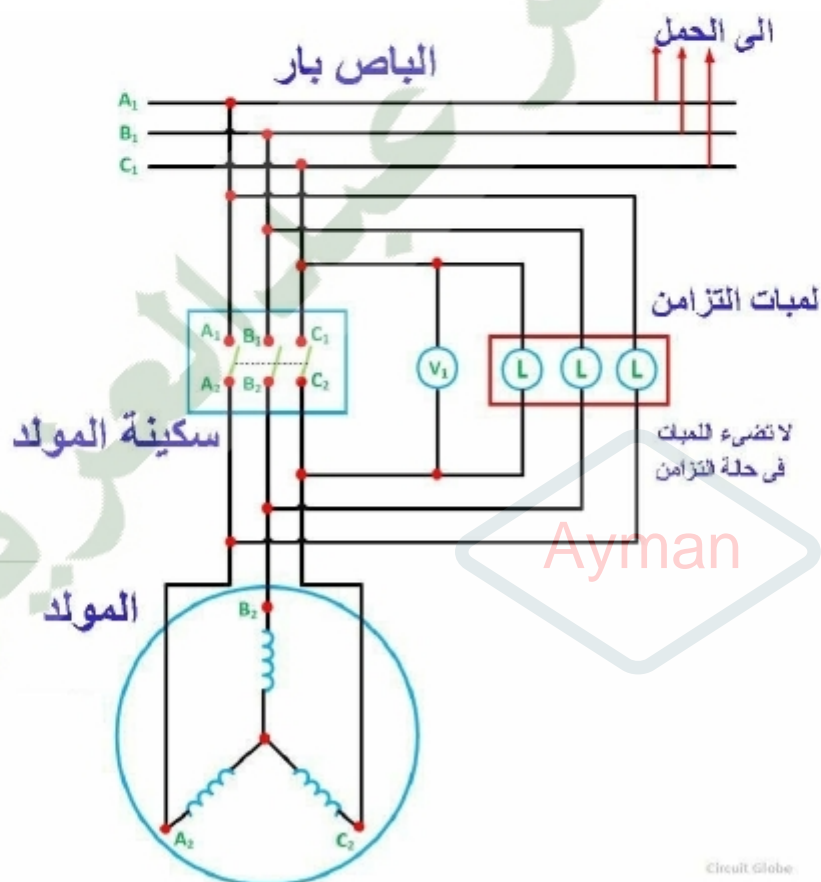 الى الحمل
الباص بار
A₁
B₁
C₁
لمبات التزامن
A₁ B₁ C₁
V₁ L L L
A₂ B₂ C₂
سكينة المولد
لا تضىء اللمبات
فى حالة التزامن
Ayman
المولد
B₂
A₂ C₂
Circuit Globe